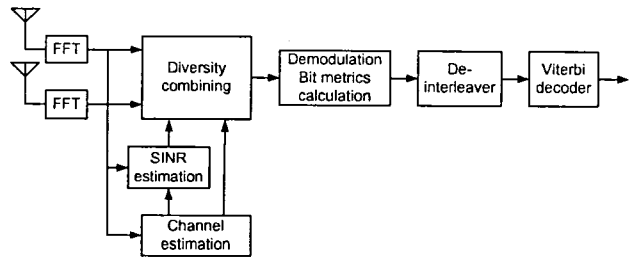 FFT
FFT
Diversity
combining
Demodulation
Bit metrics
calculation
De-
interleaver
Viterbi
decoder
SINR
estimation
Channel
estimation